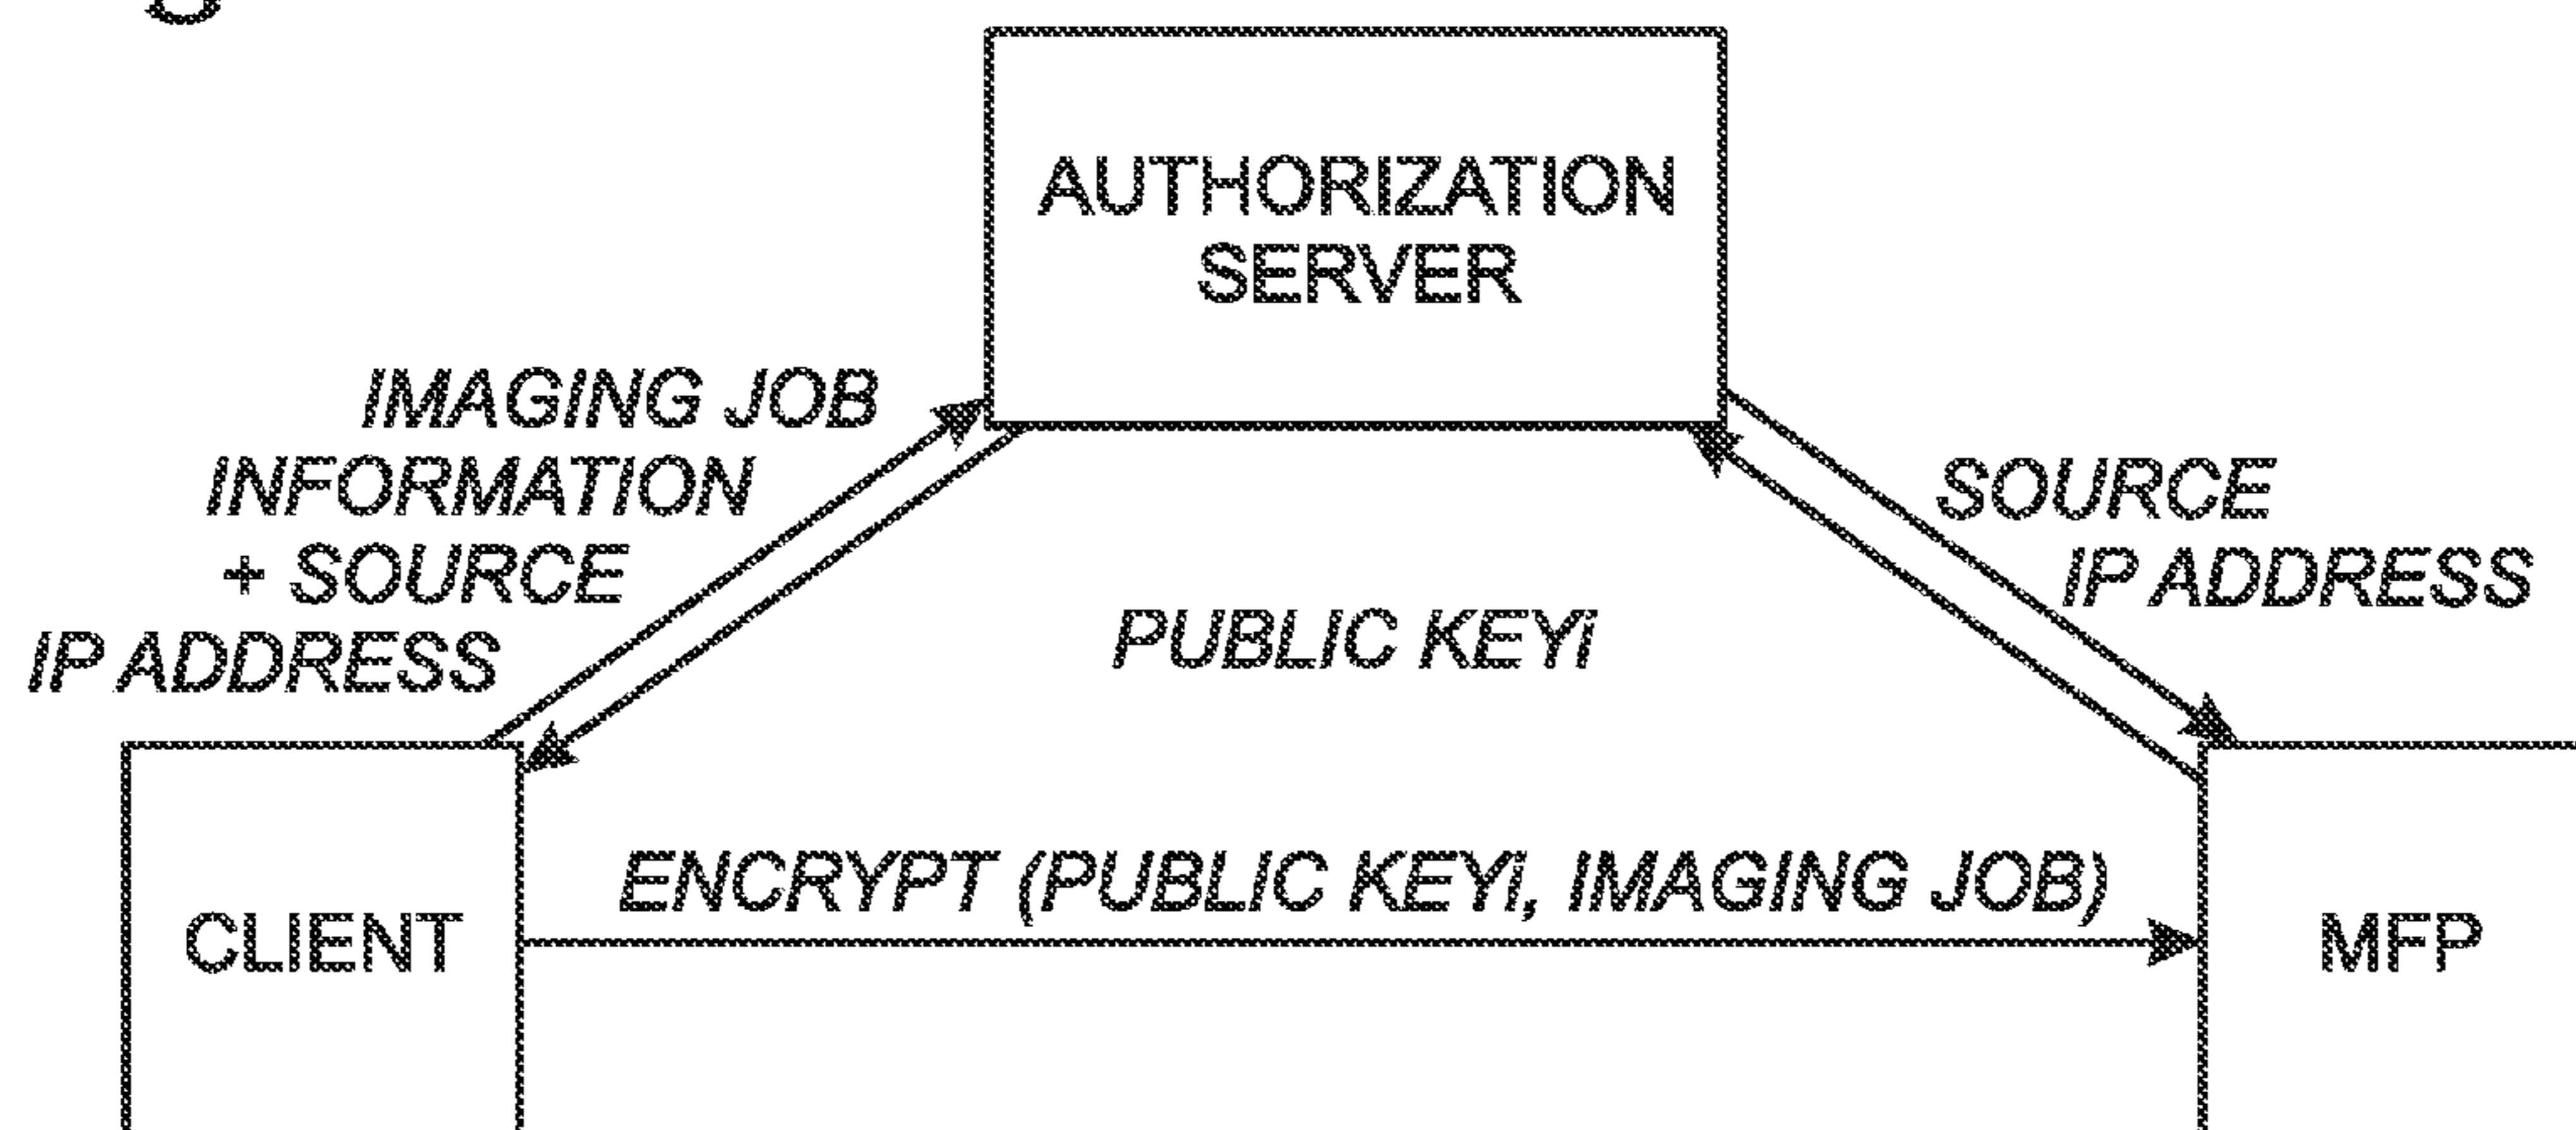 AUTHORIZATION
SERVER
IMAGING JOB
INFORMATION
+ SOURCE
IP ADDRESS
SOURCE
IP ADDRESS
PUBLIC KEYi
ENCRYPT (PUBLIC KEYi, IMAGING JOB)
CLIENT
MFP